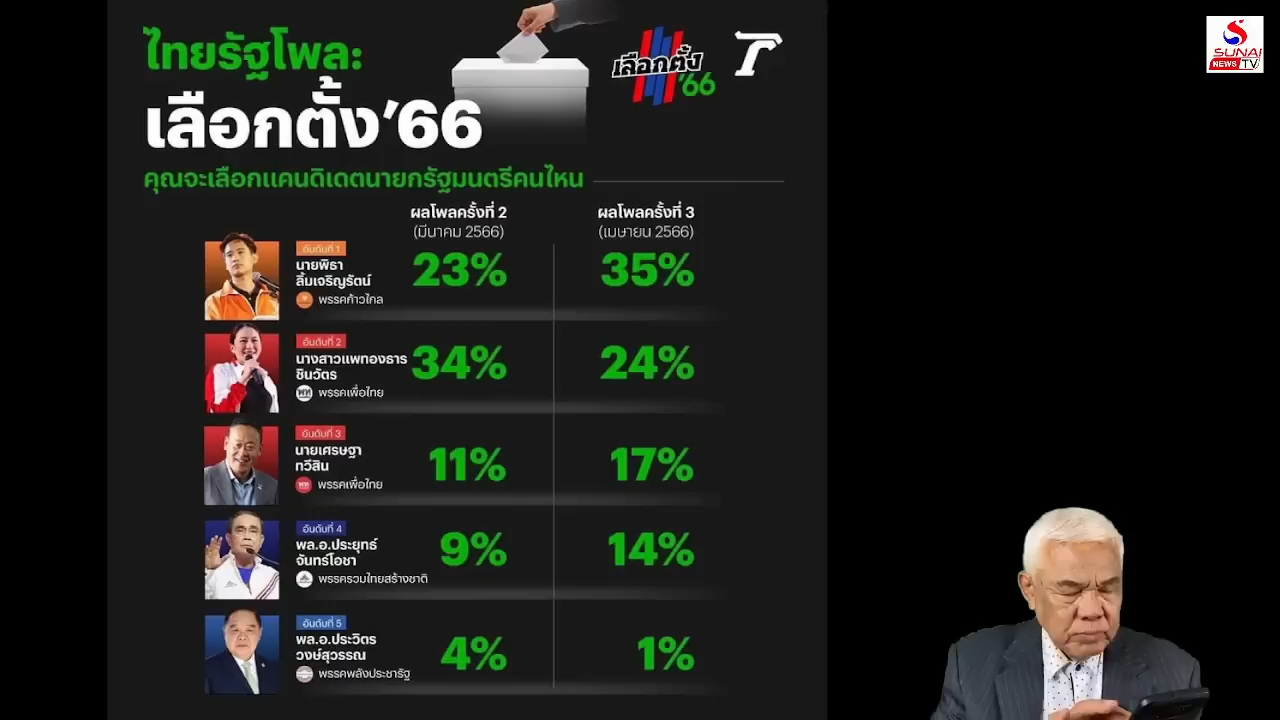 ไทยรัฐโพล:
เลือกตั้ง'66
เลือกตั้ง
'66
SUNAI
NEWS TV
คุณจะเลือกแคนดิเดตนายกรัฐมนตรีคนไหน
ผลโพลครั้งที่ 2
(มีนาคม 2566)
ผลโพลครั้งที่ 3
(เมษายน 2566)
อันดับที่ 1
นายพิธา
ลิ้มเจริญรัตน์
พรรคก้าวไกล
23%
35%
อันดับที่ 2
นางสาวแพทองธาร
ชินวัตร
พรรคเพื่อไทย
34%
24%
อันดับที่ 3
นายเศรษฐา
ทวีสิน
พรรคเพื่อไทย
11%
17%
อันดับที่ 4
พล.อ.ประยุทธ์
จันทร์โอชา
พรรครวมไทยสร้างชาติ
9%
14%
อันดับที่ 5
พล.อ.ประวิตร
วงษ์สุวรรณ
พรรคพลังประชารัฐ
4%
1%